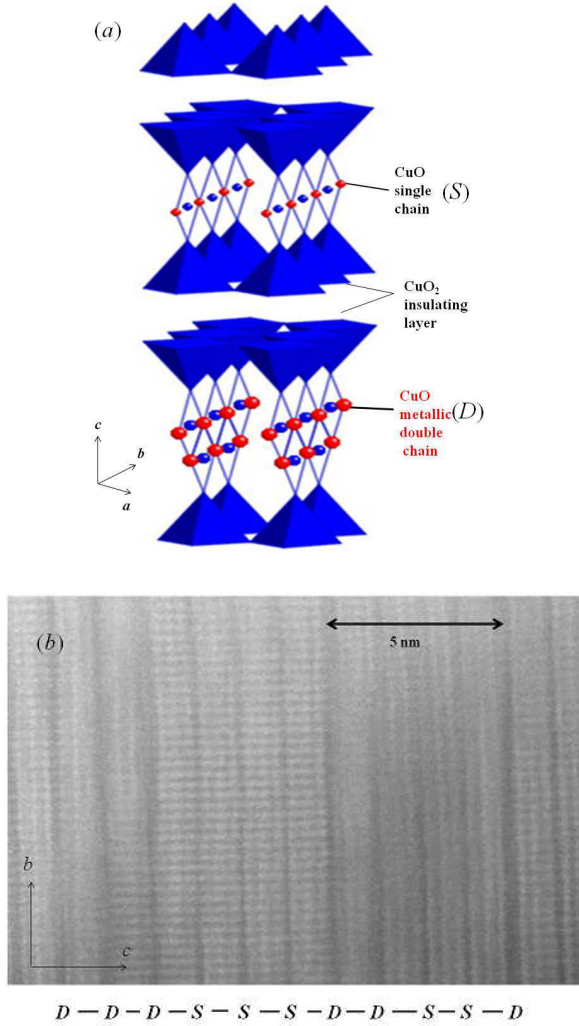 (a)
CuO
single (S)
chain
CuO2
insulating
layer
CuO
metallic (D)
double
chain
c
b
a
(b)
5 nm
b
c
D — D — D — S — S — S — D — D — S — S — D